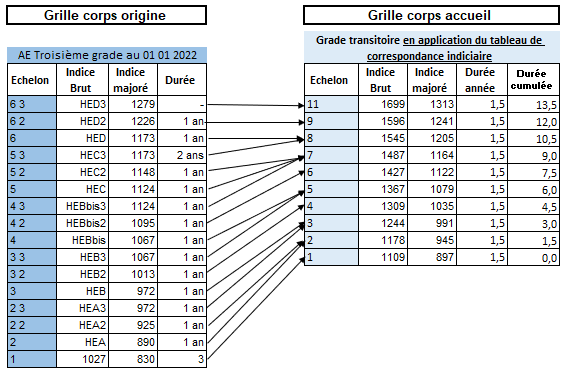 Grille corps origine
Grille corps accueil
AE Troisième grade au 01 01 2022
Echelon Indice Brut Indice majoré Durée
6 3 HED3 1279 -
6 2 HED2 1226 1 an
6 HED 1173 1 an
5 3 HEC3 1173 2 ans
5 2 HEC2 1148 1 an
5 HEC 1124 1 an
4 3 HEBbis3 1124 1 an
4 2 HEBbis2 1095 1 an
4 HEBbis 1067 1 an
3 3 HEB3 1067 1 an
3 2 HEB2 1013 1 an
3 HEB 972 1 an
2 3 HEA3 972 1 an
2 2 HEA2 925 1 an
2 HEA 890 1 an
1 1027 830 3
Grade transitoire en application du tableau de
correspondance indiciaire
Echelon Indice Brut Indice majoré Durée année Durée cumulée
11 1699 1313 1,5 13,5
9 1596 1241 1,5 12,0
8 1545 1205 1,5 10,5
7 1487 1164 1,5 9,0
6 1427 1122 1,5 7,5
5 1367 1079 1,5 6,0
4 1309 1035 1,5 4,5
3 1244 991 1,5 3,0
2 1178 945 1,5 1,5
1 1109 897 1,5 0,0